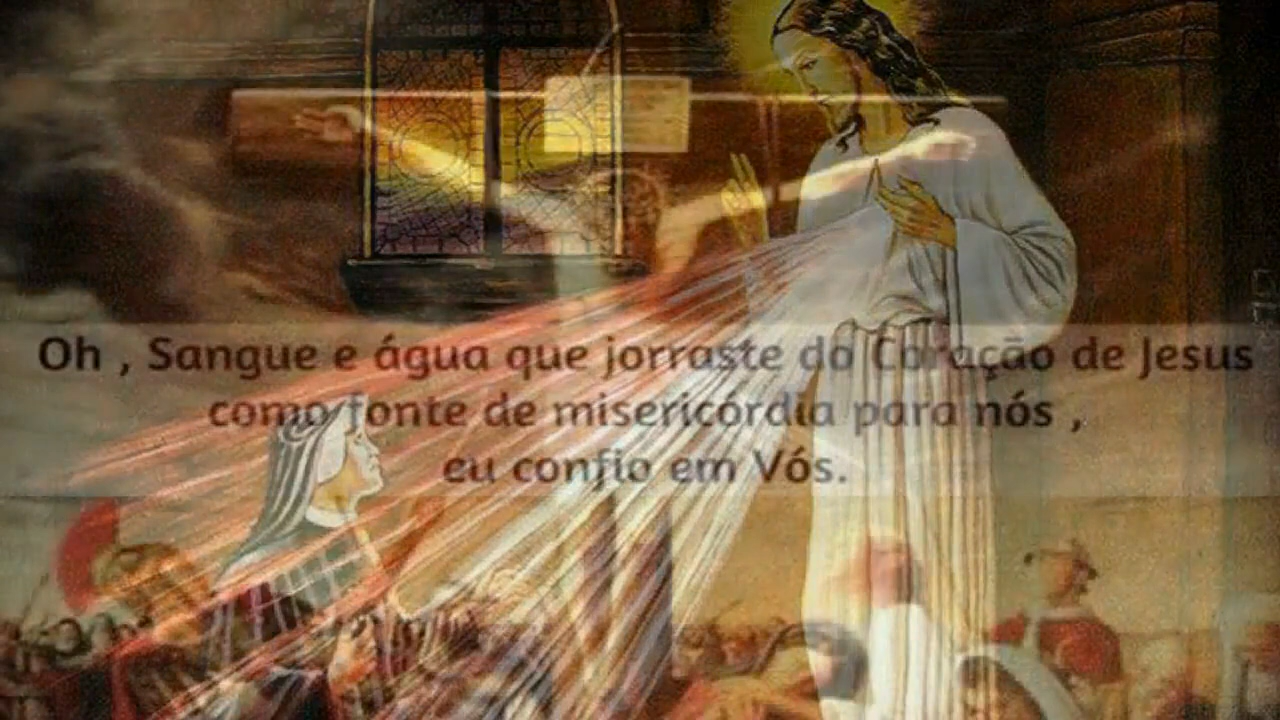 Oh , Sangue e água que jorraste do Coração de Jesus
como fonte de misericórdia para nós ,
eu confio em Vós.